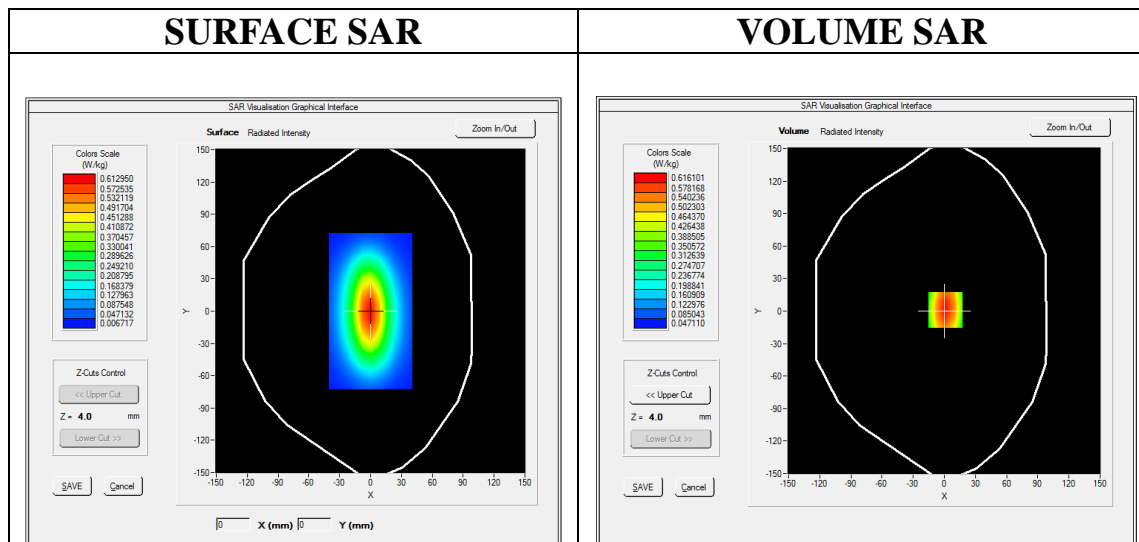 SURFACE SAR
VOLUME SAR
SAR Visualisation Graphical Interface
Surface Radiated Intensity
Zoom In/Out
Colors Scale
(W/kg)
0.612950
0.572535
0.532119
0.491704
0.451288
0.410872
0.370457
0.330041
0.289626
0.249210
0.208795
0.168379
0.127963
0.087548
0.047132
0.006717
Z-Cuts Control
<< Upper Cut
Z = 4.0 mm
Lower Cut >>
SAVE Cancel
150
120
90
60
30
0
-30
-60
-90
-120
-150
Y
-150 -120 -90 -60 -30 0 30 60 90 120 150
X
0 X (mm) 0 Y (mm)
SAR Visualisation Graphical Interface
Volume Radiated Intensity
Zoom In/Out
Colors Scale
(W/kg)
0.616101
0.578168
0.540236
0.502303
0.464370
0.426438
0.388505
0.350572
0.312639
0.274707
0.236774
0.198841
0.160909
0.122976
0.085043
0.047110
Z-Cuts Control
<< Upper Cut
Z = 4.0 mm
Lower Cut >>
SAVE Cancel
150
120
90
60
30
0
-30
-60
-90
-120
-150
Y
-150 -120 -90 -60 -30 0 30 60 90 120 150
X